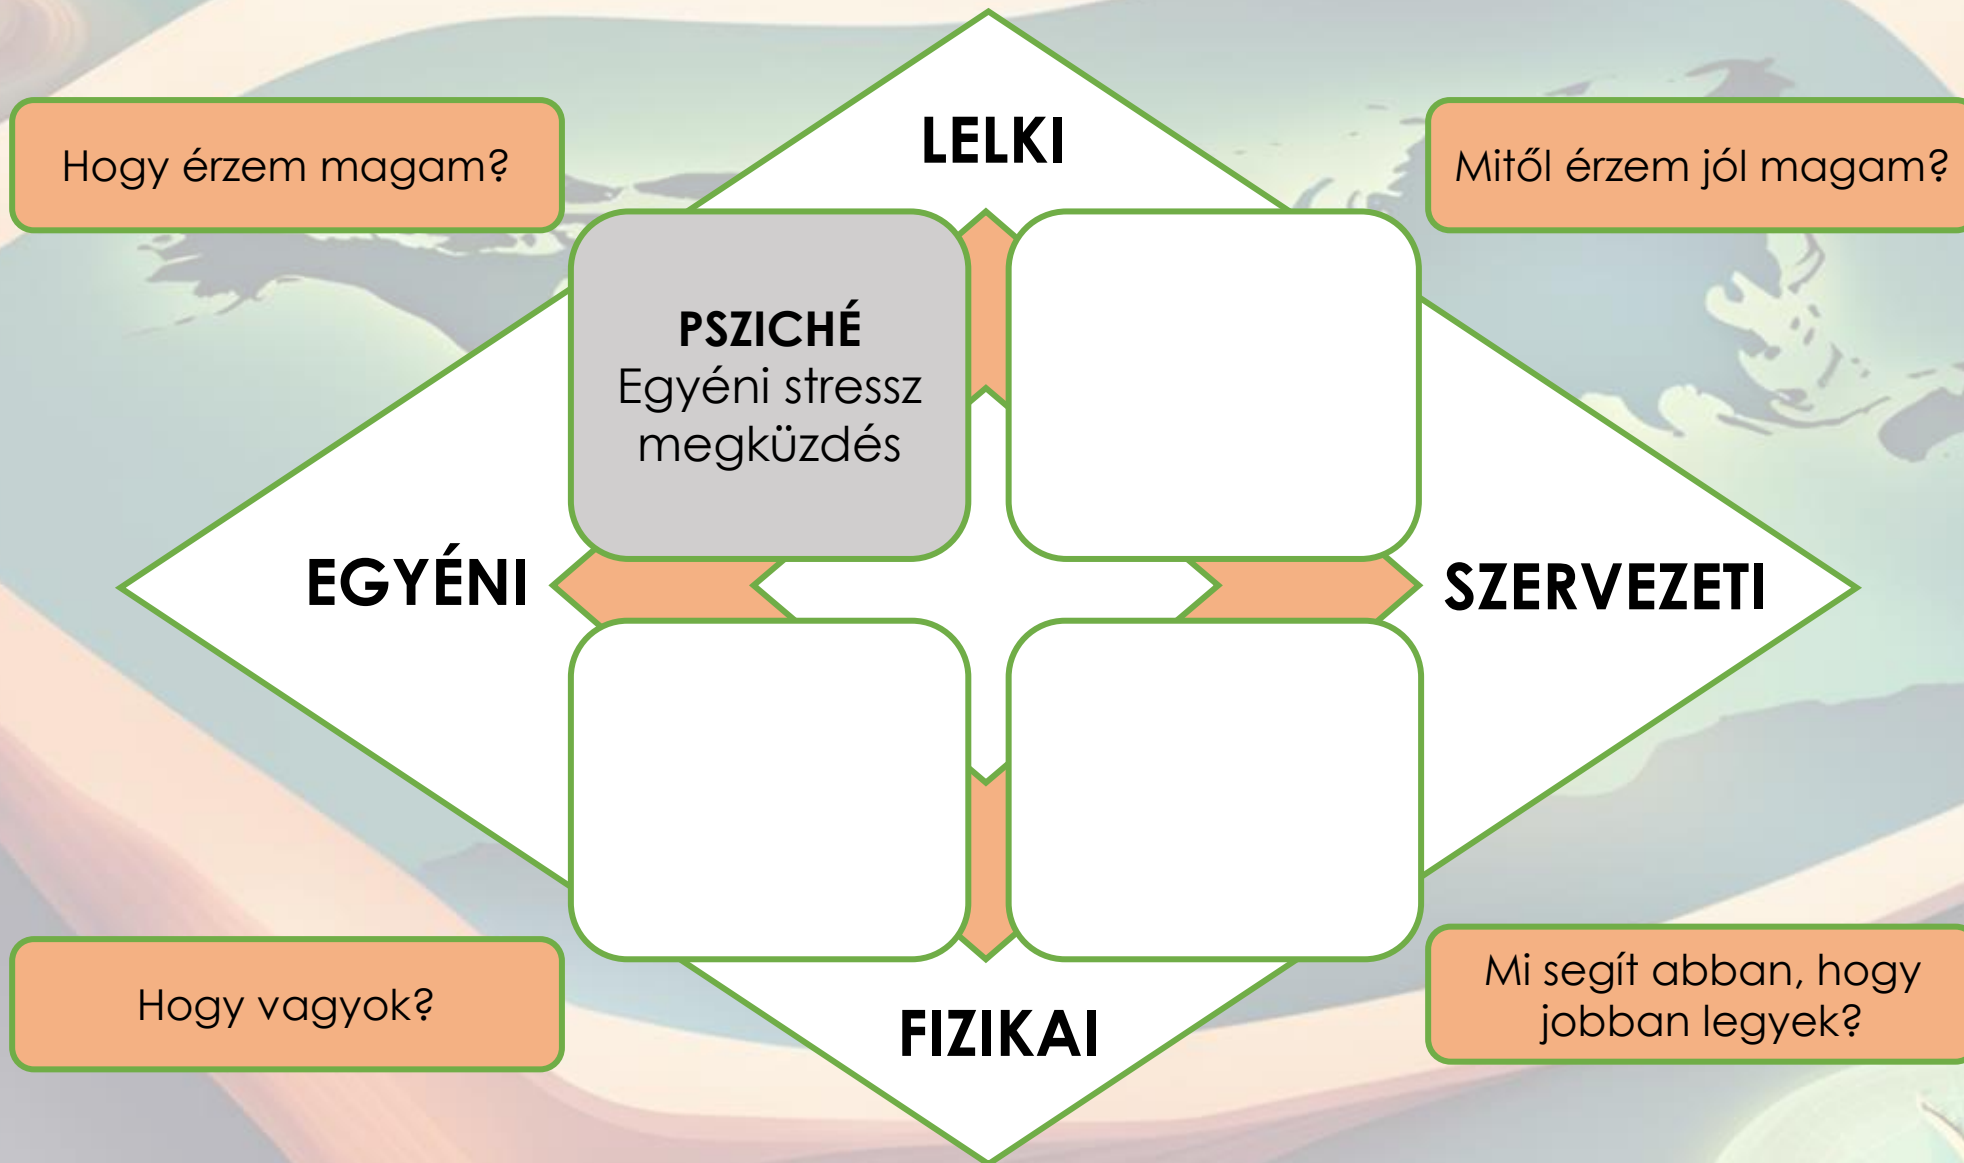 LELKI
Hogy érzem magam?
Mitől érzem jól magam?
PSZICHÉ
Egyéni stressz
megküzdés
EGYÉNI
SZERVEZETI
Hogy vagyok?
Mi segít abban, hogy
jobban legyek?
FIZIKAI